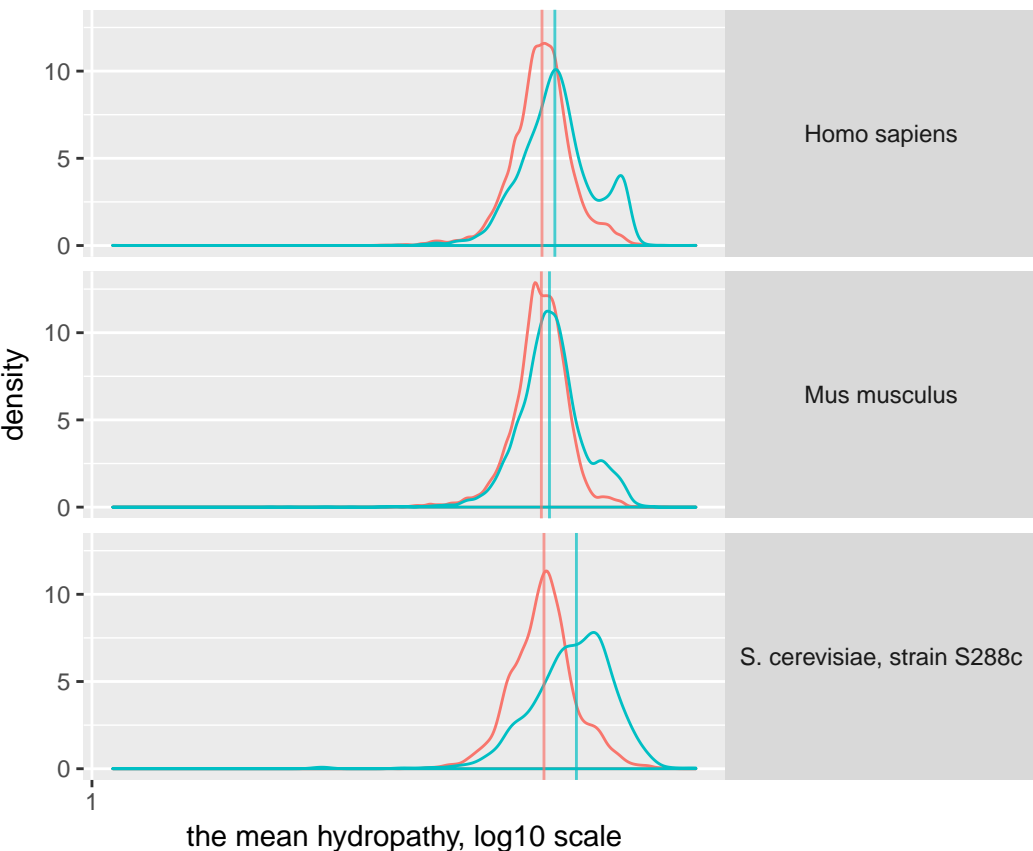 10
5
0
Homo sapiens
10
5
0
Mus musculus
10
5
0
S. cerevisiae, strain S288c
density
1
the mean hydropathy, log10 scale